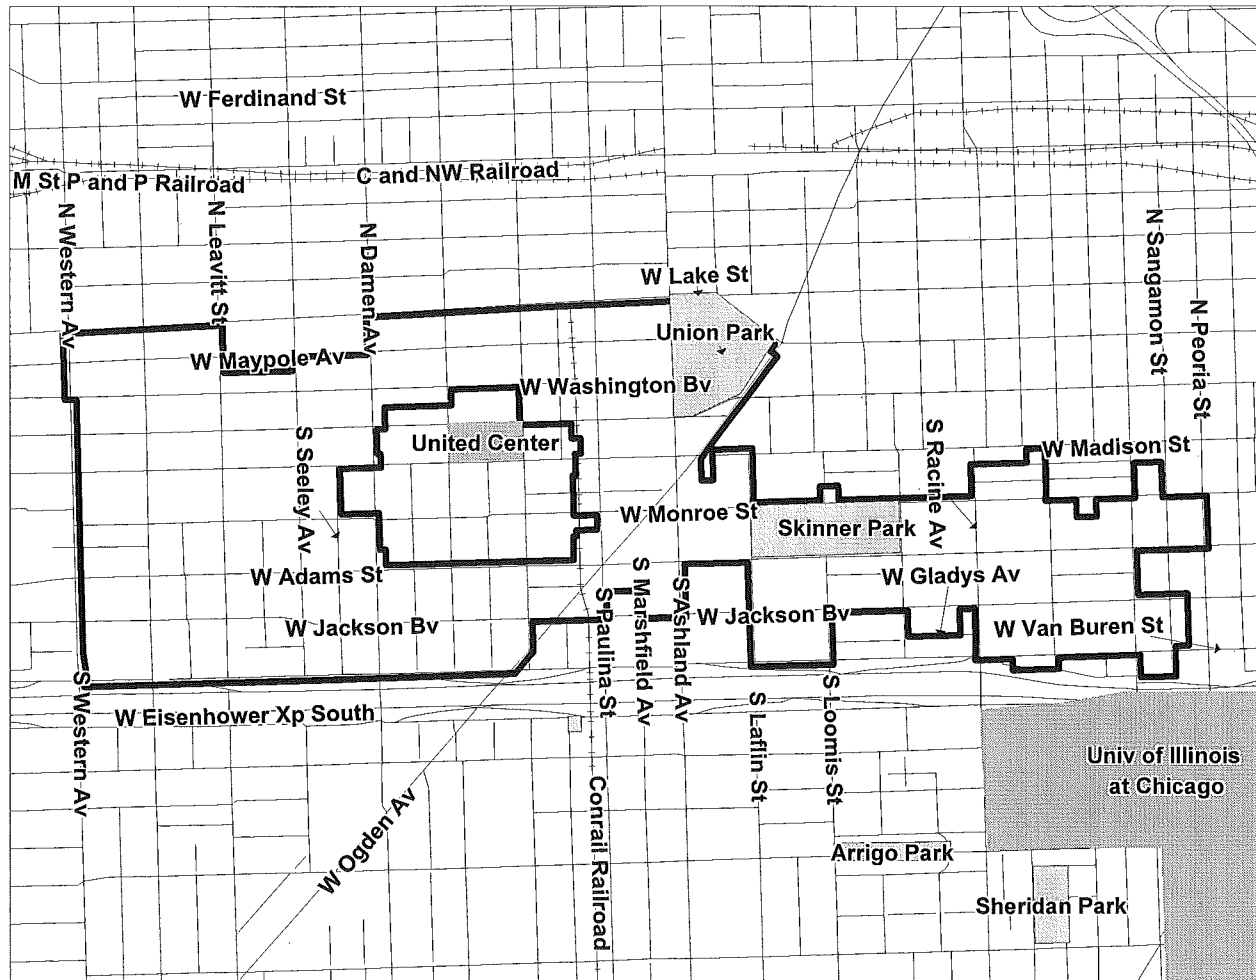 W Ferdinand St
M St P and P Railroad
C and NW Railroad
N Western Av
N Leavitt St
N Damen Av
N Sangamon St
N Peoria St
W Lake St
Union Park
W Maypole Av
W Washington Bv
United Center
S Seeley Av
S Racine Av
W Madison St
W Monroe St
Skinner Park
W Adams St
W Gladys Av
W Jackson Bv
S Paulina St
S Marshfield Av
S Ashland Av
W Jackson Bv
W Van Buren St
S Western Av
W Eisenhower Xp South
S Laflin St
S Loomis St
Univ of Illinois
at Chicago
W Ogden Av
Conrail Railroad
Arrigo Park
Sheridan Park